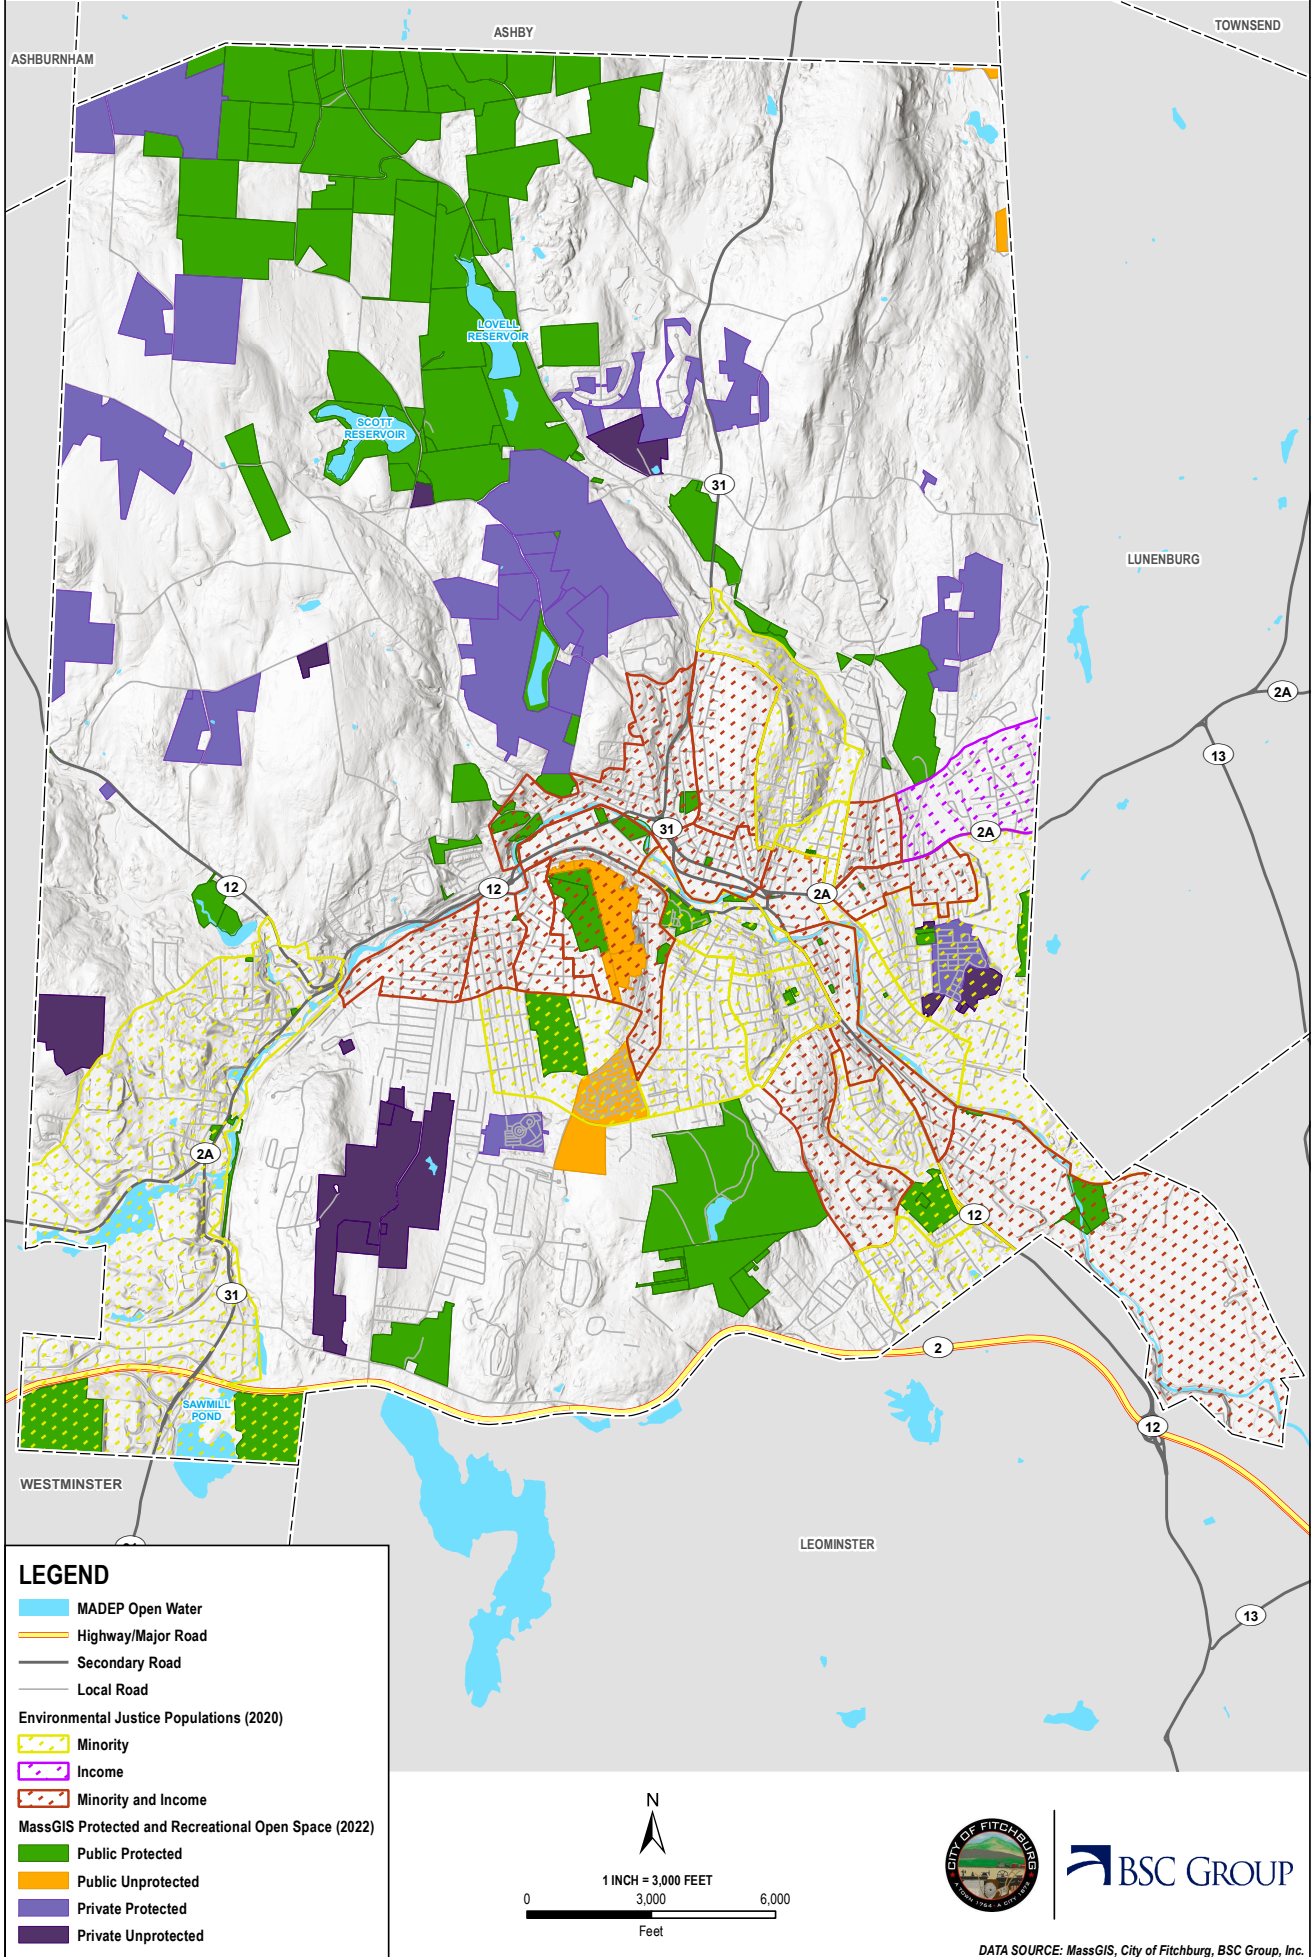 ASHBURNHAM
ASHBY
TOWNSEND
LOVELL
RESERVOIR
SCOTT
RESERVOIR
31
LUNENBURG
2A
13
31
2A
12
12
2A
2A
12
31
2
SAWMILL
POND
12
WESTMINSTER
LEOMINSTER
13
LEGEND
MADEP Open Water
Highway/Major Road
Secondary Road
Local Road
Environmental Justice Populations (2020)
Minority
Income
Minority and Income
MassGIS Protected and Recreational Open Space (2022)
Public Protected
Public Unprotected
Private Protected
Private Unprotected
N
1 INCH = 3,000 FEET
0 3,000 6,000
Feet
CITY OF FITCHBURG
A TOWN 1764 · A CITY 1872
BSC GROUP
DATA SOURCE: MassGIS, City of Fitchburg, BSC Group, Inc.